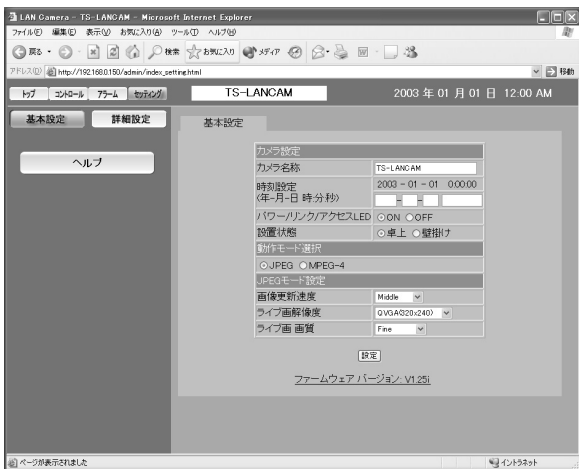 LAN Camera - TS-LANCAM - Microsoft Internet Explorer
ファイル(F) 編集(E) 表示(V) お気に入り(A) ツール(T) ヘルプ(H)
戻る 検索 お気に入り メディア
アドレス(D) http://192.168.0.150/admin/index_setting.html 移動
トップ コントロール アラーム セッティング TS-LANCAM 2003 年 01 月 01 日 12:00 AM
基本設定 詳細設定
ヘルプ
基本設定
カメラ設定
カメラ名称 TS-LANCAM
時刻設定 2003 - 01 - 01 0:00:00
(年-月-日 時:分:秒) - -
パワー/リンク/アクセスLED ON OFF
設置状態 卓上 壁掛け
動作モード選択
JPEG MPEG-4
JPEGモード設定
画像更新速度 Middle
ライブ画解像度 QVGA(320x240)
ライブ画 画質 Fine
設定
ファームウェア バージョン: V1.25i
ページが表示されました イントラネット